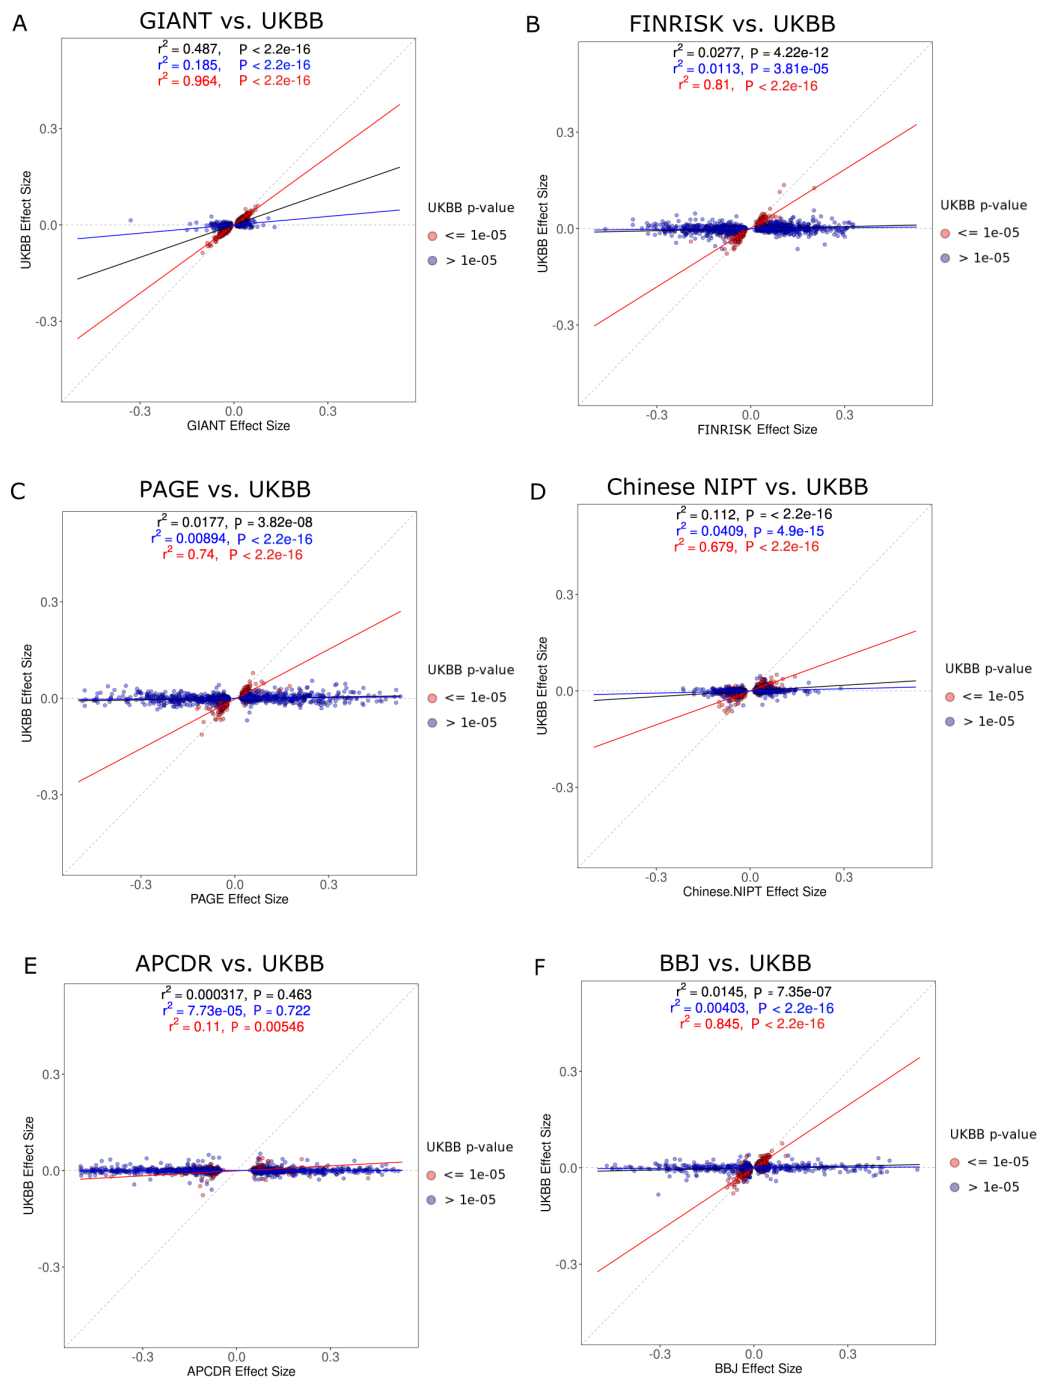 A
GIANT vs. UKBB
r² = 0.487, P < 2.2e-16
r² = 0.185, P < 2.2e-16
r² = 0.964, P < 2.2e-16
0.3
0.0
-0.3
UKBB Effect Size
-0.3 0.0 0.3
GIANT Effect Size
UKBB p-value
<= 1e-05
> 1e-05
B
FINRISK vs. UKBB
r² = 0.0277, P = 4.22e-12
r² = 0.0113, P = 3.81e-05
r² = 0.81, P < 2.2e-16
0.3
0.0
-0.3
UKBB Effect Size
-0.3 0.0 0.3
FINRISK Effect Size
UKBB p-value
<= 1e-05
> 1e-05
C
PAGE vs. UKBB
r² = 0.0177, P = 3.82e-08
r² = 0.00894, P < 2.2e-16
r² = 0.74, P < 2.2e-16
0.3
0.0
-0.3
UKBB Effect Size
-0.3 0.0 0.3
PAGE Effect Size
UKBB p-value
<= 1e-05
> 1e-05
D
Chinese NIPT vs. UKBB
r² = 0.112, P = < 2.2e-16
r² = 0.0409, P = 4.9e-15
r² = 0.679, P < 2.2e-16
0.3
0.0
-0.3
UKBB Effect Size
-0.3 0.0 0.3
Chinese.NIPT Effect Size
UKBB p-value
<= 1e-05
> 1e-05
E
APCDR vs. UKBB
r² = 0.000317, P = 0.463
r² = 7.73e-05, P = 0.722
r² = 0.11, P = 0.00546
0.3
0.0
-0.3
UKBB Effect Size
-0.3 0.0 0.3
APCDR Effect Size
UKBB p-value
<= 1e-05
> 1e-05
F
BBJ vs. UKBB
r² = 0.0145, P = 7.35e-07
r² = 0.00403, P < 2.2e-16
r² = 0.845, P < 2.2e-16
0.3
0.0
-0.3
UKBB Effect Size
-0.3 0.0 0.3
BBJ Effect Size
UKBB p-value
<= 1e-05
> 1e-05